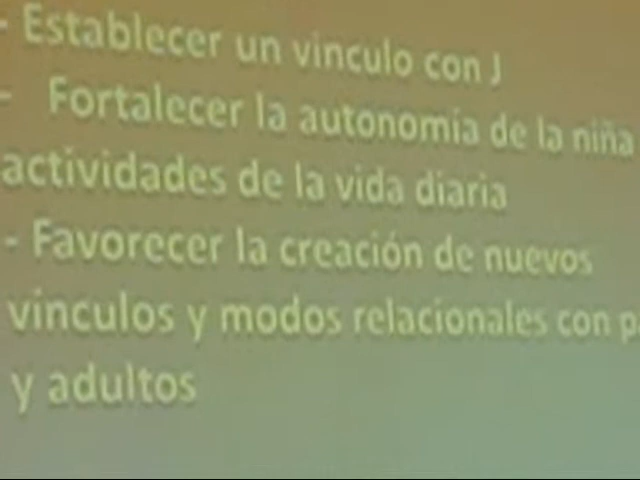 - Establecer un vinculo con J
- Fortalecer la autonomía de la niña
actividades de la vida diaria
- Favorecer la creación de nuevos
vinculos y modos relacionales con
y adultos